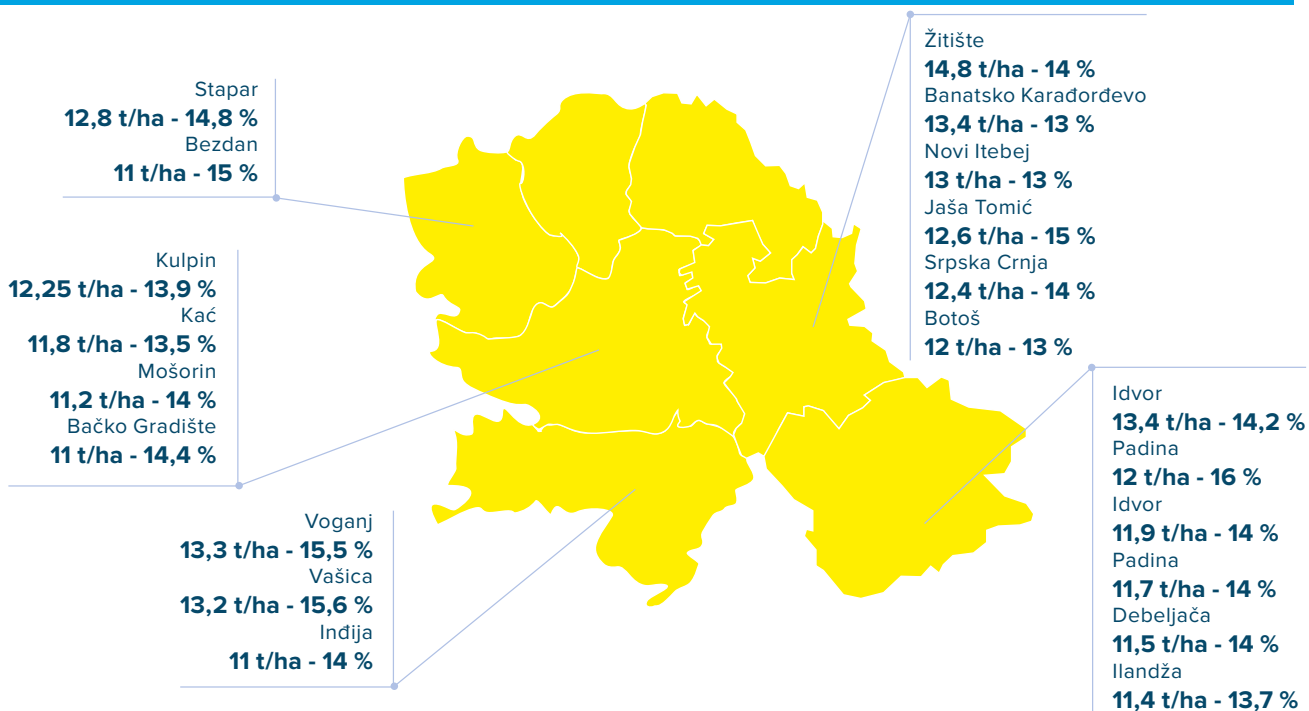 Stapar
12,8 t/ha - 14,8 %
Bezdan
11 t/ha - 15 %
Kulpin
12,25 t/ha - 13,9 %
Kać
11,8 t/ha - 13,5 %
Mošorin
11,2 t/ha - 14 %
Bačko Gradište
11 t/ha - 14,4 %
Voganj
13,3 t/ha - 15,5 %
Vašica
13,2 t/ha - 15,6 %
Inđija
11 t/ha - 14 %
Žitište
14,8 t/ha - 14 %
Banatsko Karađorđevo
13,4 t/ha - 13 %
Novi Itebej
13 t/ha - 13 %
Jaša Tomić
12,6 t/ha - 15 %
Srpska Crnja
12,4 t/ha - 14 %
Botoš
12 t/ha - 13 %
Idvor
13,4 t/ha - 14,2 %
Padina
12 t/ha - 16 %
Idvor
11,9 t/ha - 14 %
Padina
11,7 t/ha - 14 %
Debeljača
11,5 t/ha - 14 %
Ilandža
11,4 t/ha - 13,7 %